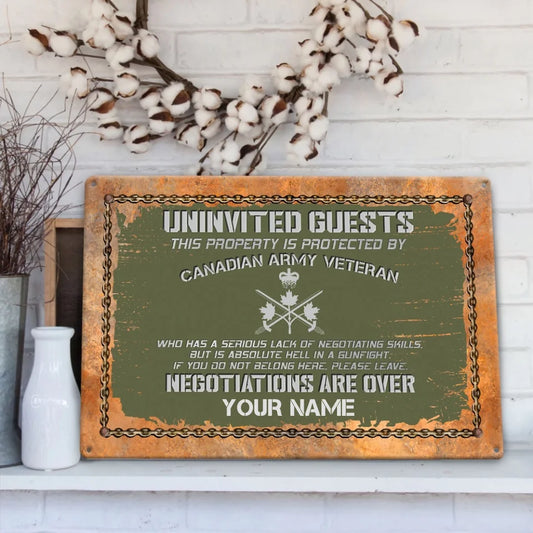 UNINVITED GUESTS
THIS PROPERTY IS PROTECTED BY
CANADIAN ARMY VETERAN
WHO HAS A SERIOUS LACK OF NEGOTIATING SKILLS,
BUT IS ABSOLUTE HELL IN A GUNFIGHT.
IF YOU DO NOT BELONG HERE, PLEASE LEAVE.
NEGOTIATIONS ARE OVER
YOUR NAME